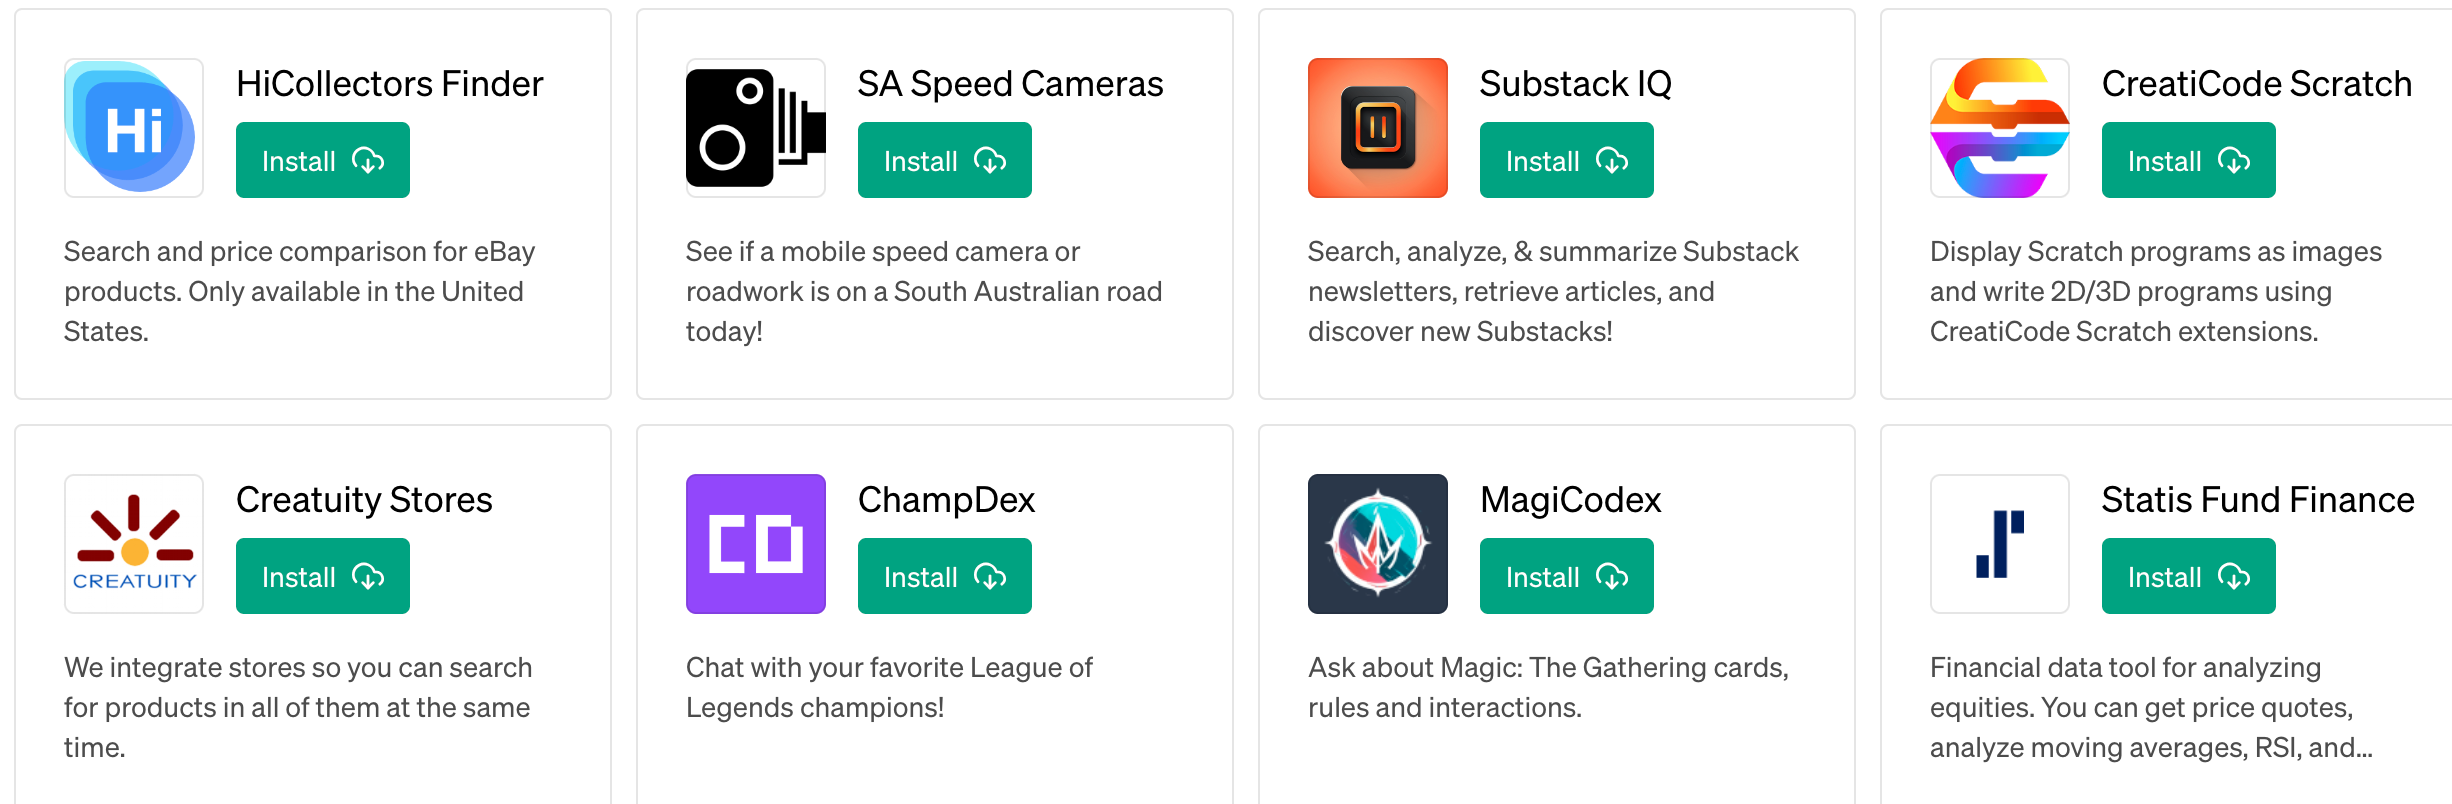 Hi
HiCollectors Finder
Install
Search and price comparison for eBay
products. Only available in the United
States.
SA Speed Cameras
Install
See if a mobile speed camera or
roadwork is on a South Australian road
today!
Substack IQ
Install
Search, analyze, & summarize Substack
newsletters, retrieve articles, and
discover new Substacks!
CreatiCode Scratch
Install
Display Scratch programs as images
and write 2D/3D programs using
CreatiCode Scratch extensions.
CREATUITY
Creatuity Stores
Install
We integrate stores so you can search
for products in all of them at the same
time.
CD
ChampDex
Install
Chat with your favorite League of
Legends champions!
MagiCodex
Install
Ask about Magic: The Gathering cards,
rules and interactions.
Statis Fund Finance
Install
Financial data tool for analyzing
equities. You can get price quotes,
analyze moving averages, RSI, and...